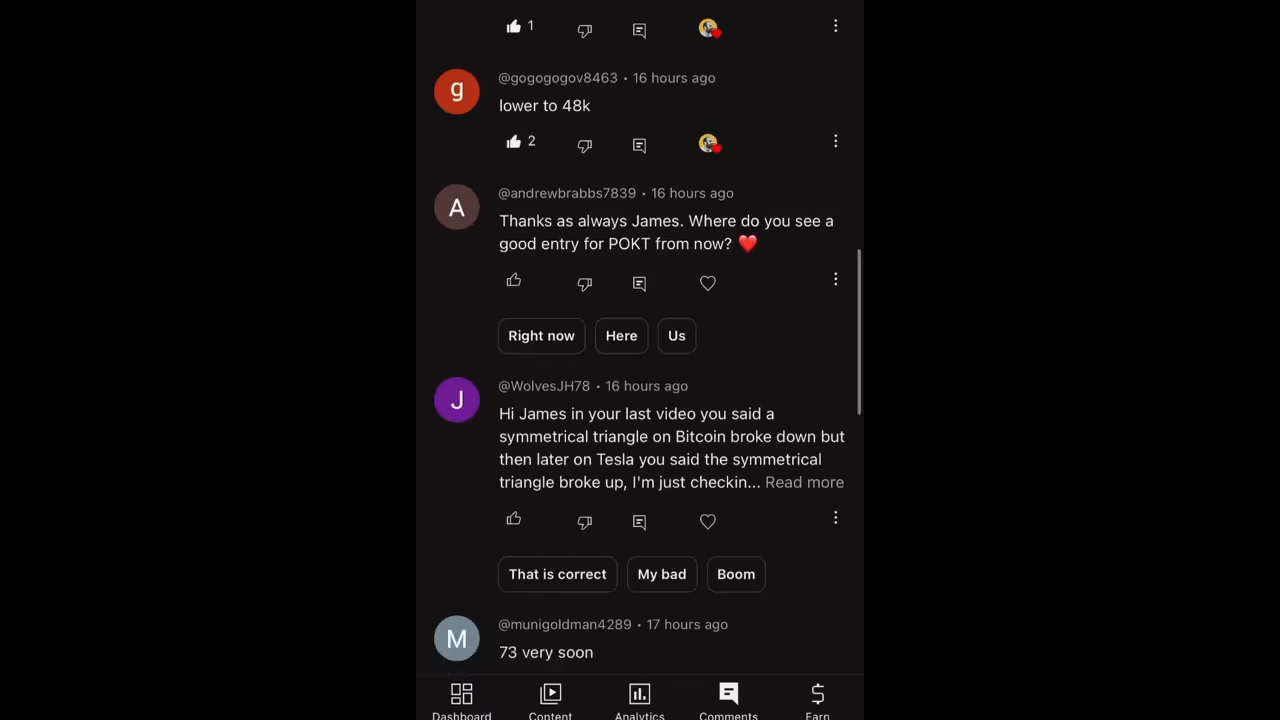 1
g
@gogogogov8463 • 16 hours ago
lower to 48k
2
A
@andrewbrabbs7839 • 16 hours ago
Thanks as always James. Where do you see a
good entry for POKT from now? ❤️
Right now Here Us
J
@WolvesJH78 • 16 hours ago
Hi James in your last video you said a
symmetrical triangle on Bitcoin broke down but
then later on Tesla you said the symmetrical
triangle broke up, I'm just checkin... Read more
That is correct My bad Boom
M
@munigoldman4289 • 17 hours ago
73 very soon
Dashboard Content Analytics Comments Earn